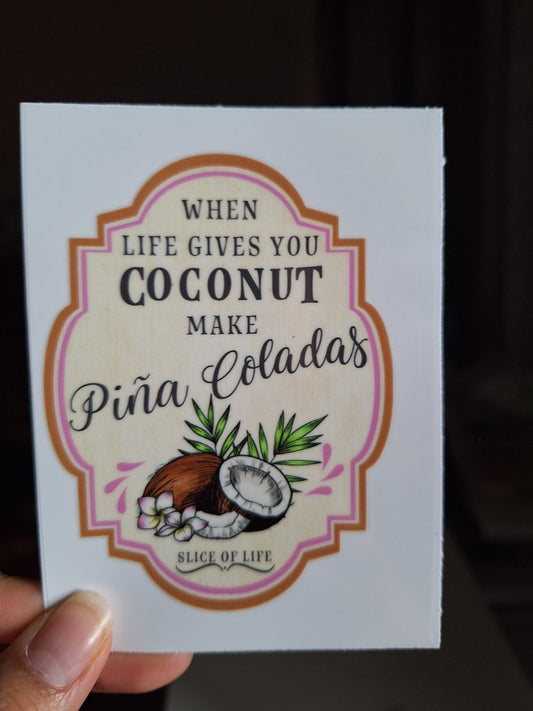 WHEN
LIFE GIVES YOU
COCONUT
MAKE
Piña Coladas
SLICE OF LIFE